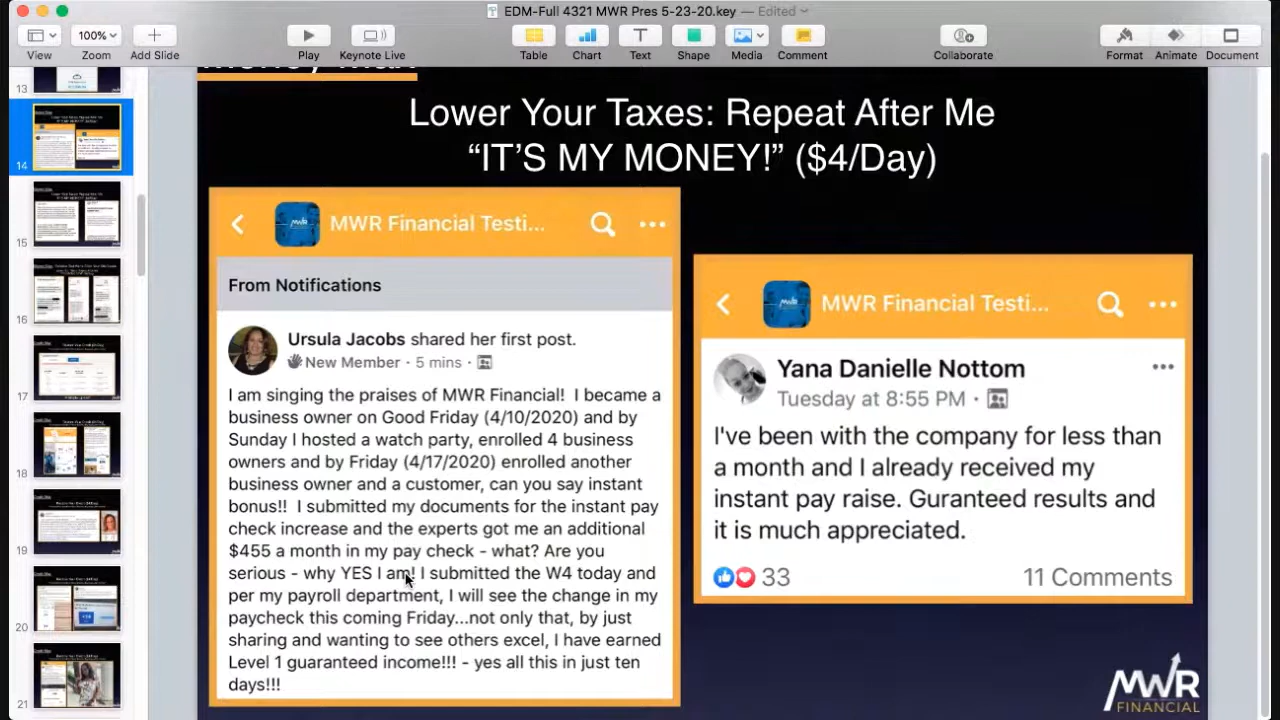 EDM-Full 4321 MWR Pres 5-23-20.key — Edited
View
100%
Zoom
Add Slide
Play
Keynote Live
Table
Chart
Text
Shape
Media
Comment
Collaborate
Format
Animate
Document
13
14
15
16
17
18
19
20
21
Lower Your Taxes: Repeat After Me
“IT’S MY MONEY!” ($4/Day)
MWR Financial Testi...
From Notifications
Ursula Jacobs shared her first post.
New Member · 5 mins ·
I am singing the praises of MWR Financial! I became a
business owner on Good Friday (4/10/2020) and by
Sunday I hosted a watch party, enrolled 4 business
owners and by Friday (4/17/2020) enrolled another
business owner and a customer, can you say instant
bonus!! I submitted my documents for the instant pay
check increase and the experts got me an additional
$455 a month in my pay check - what? Are you
serious - why YES I am! I submitted the W4 today and
per my payroll department, I will see the change in my
paycheck this coming Friday...not only that, by just
sharing and wanting to see others excel, I have earned
Level 1 guaranteed income!!! - yes all this in just ten
days!!!
MWR Financial Testi...
Yana Danielle Nottom
Tuesday at 8:55 PM ·
I've been with the company for less than
a month and I already received my
instant pay raise. Guranteed results and
it is much appreciated.
33
11 Comments
MWR
FINANCIAL